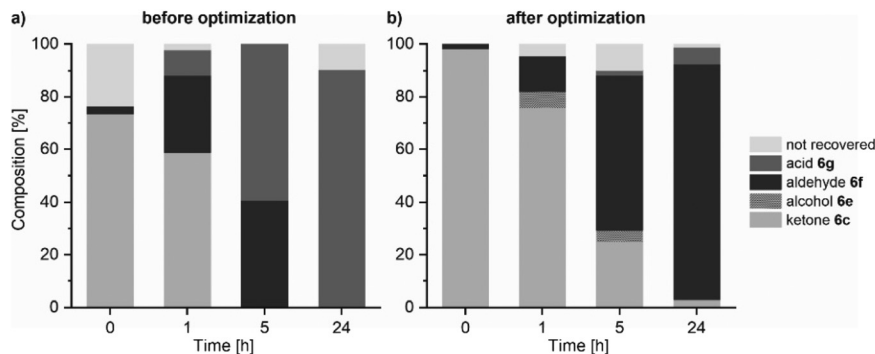 a) before optimization
b) after optimization
Composition [%]
100
80
60
40
20
0
0 1 5 24
Time [h]
100
80
60
40
20
0
0 1 5 24
Time [h]
not recovered
acid 6g
aldehyde 6f
alcohol 6e
ketone 6c